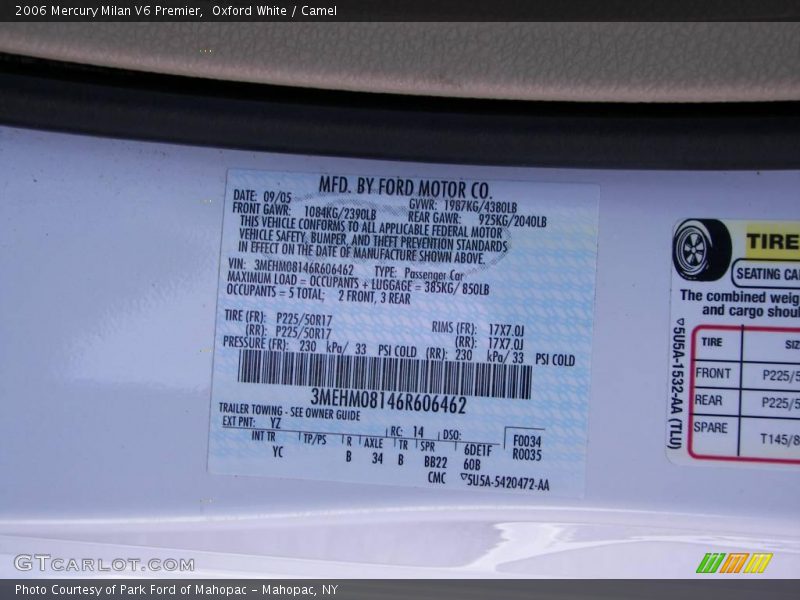 2006 Mercury Milan V6 Premier, Oxford White / Camel
MFD. BY FORD MOTOR CO.
DATE: 09/05 GVWR: 1987KG/4380LB
FRONT GAWR: 1084KG/2390LB REAR GAWR: 925KG/2040LB
THIS VEHICLE CONFORMS TO ALL APPLICABLE FEDERAL MOTOR
VEHICLE SAFETY, BUMPER, AND THEFT PREVENTION STANDARDS
IN EFFECT ON THE DATE OF MANUFACTURE SHOWN ABOVE.
VIN: 3MEHM08146R606462 TYPE: Passenger Car
MAXIMUM LOAD = OCCUPANTS + LUGGAGE = 385KG/ 850LB
OCCUPANTS = 5 TOTAL; 2 FRONT, 3 REAR
TIRE (FR): P225/50R17 RIMS (FR): 17X7.0J
(RR): P225/50R17 (RR): 17X7.0J
PRESSURE (FR): 230 kPa/ 33 PSI COLD (RR): 230 kPa/ 33 PSI COLD
3MEHM08146R606462
TRAILER TOWING - SEE OWNER GUIDE
EXT PNT: YZ RC: 14 DSO: F0034
INT TR TP/PS R AXLE TR SPR 6DE1F R0035
YC B 34 B BB22 60B
CMC ▽5U5A-5420472-AA
TIRE
SEATING CA
The combined weig
and cargo shoul
▽5U5A-1532-AA (TLU)
TIRE SIZ
FRONT P225/5
REAR P225/5
SPARE T145/8
GTCARLOT.COM
Photo Courtesy of Park Ford of Mahopac – Mahopac, NY